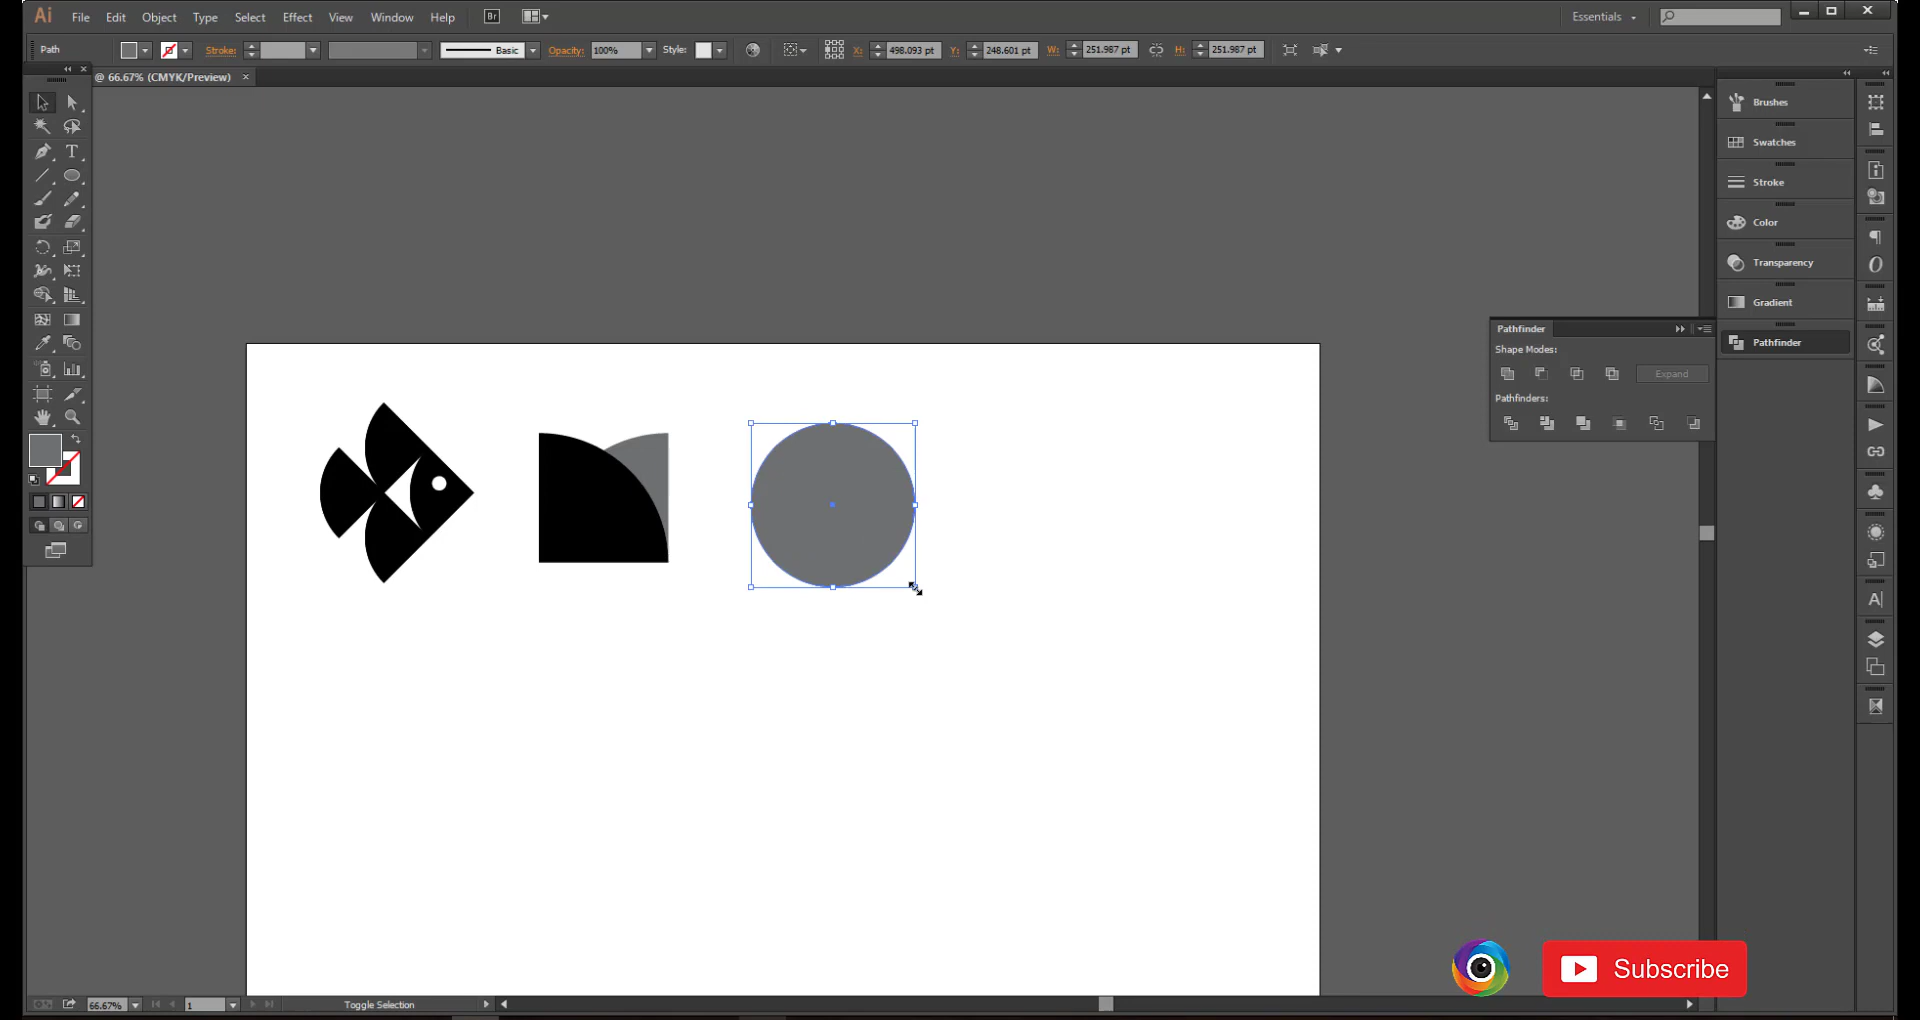 Ai File Edit Object Type Select Effect View Window Help Br Essentials
Path Stroke: Basic Opacity: 100% Style: X: 498.093 pt Y: 248.601 pt W: 251.987 pt H: 251.987 pt
@ 66.67% (CMYK/Preview) ×
Brushes
Swatches
Stroke
Color
Transparency
Gradient
Pathfinder
Pathfinder
Shape Modes:
Expand
Pathfinders:
Subscribe
66.67% 1 Toggle Selection